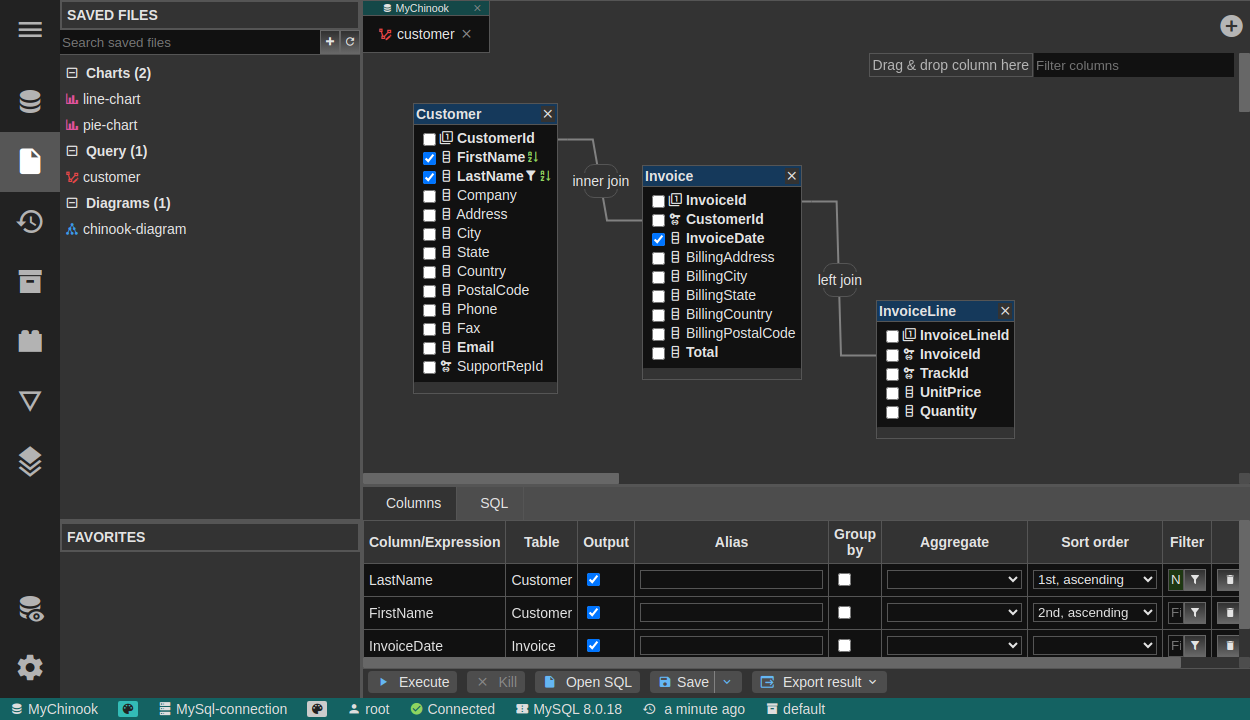 SAVED FILES
Search saved files
Charts (2)
line-chart
pie-chart
Query (1)
customer
Diagrams (1)
chinook-diagram
FAVORITES
MyChinook
customer
Drag & drop column here
Filter columns
Customer
CustomerId
FirstName
LastName
Company
Address
City
State
Country
PostalCode
Phone
Fax
Email
SupportRepId
inner join
Invoice
InvoiceId
CustomerId
InvoiceDate
BillingAddress
BillingCity
BillingState
BillingCountry
BillingPostalCode
Total
left join
InvoiceLine
InvoiceLineId
InvoiceId
TrackId
UnitPrice
Quantity
Columns SQL
Column/Expression Table Output Alias Group by Aggregate Sort order Filter
LastName Customer 1st, ascending N
FirstName Customer 2nd, ascending Fi
InvoiceDate Invoice Fi
Execute Kill Open SQL Save Export result
MyChinook MySql-connection root Connected MySQL 8.0.18 a minute ago default